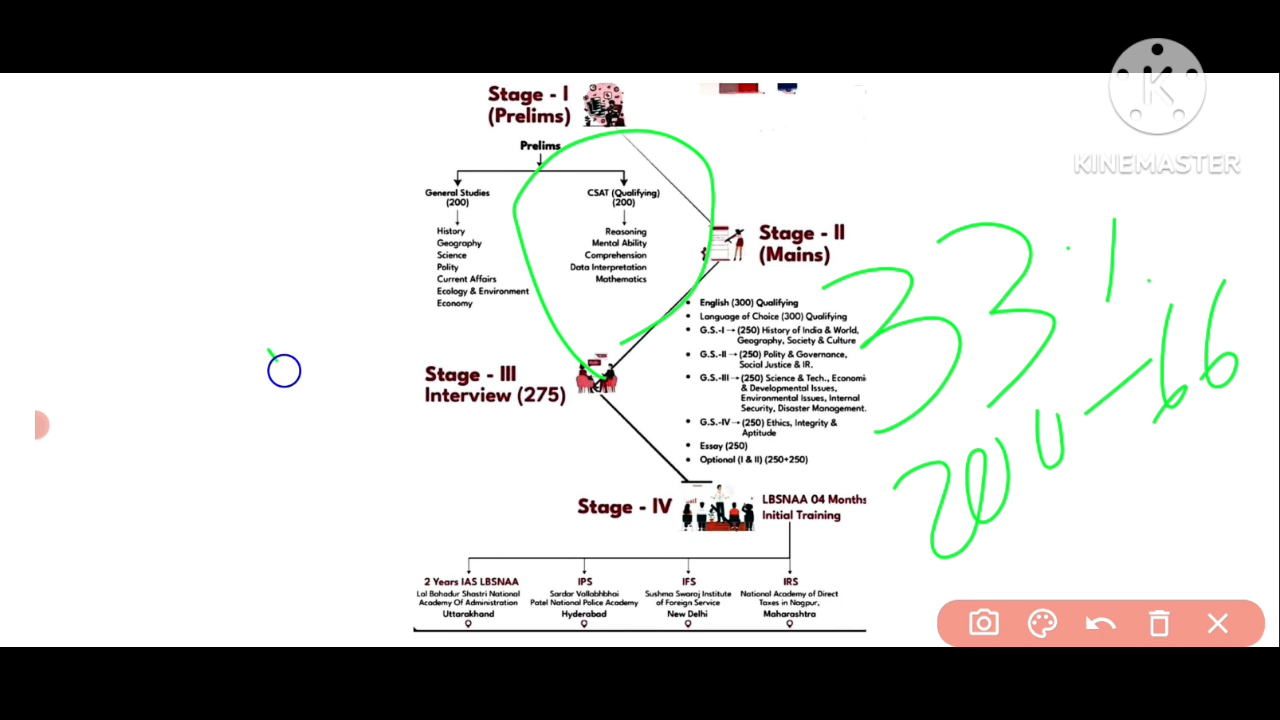 Stage - I
(Prelims)
Prelims
General Studies
(200)
History
Geography
Science
Polity
Current Affairs
Ecology & Environment
Economy
CSAT (Qualifying)
(200)
Reasoning
Mental Ability
Comprehension
Data Interpretation
Mathematics
Stage - II
(Mains)
• English (300) Qualifying
• Language of Choice (300) Qualifying
• G.S.-I → (250) History of India & World,
Geography, Society & Culture
• G.S.-II → (250) Polity & Governance,
Social Justice & IR.
• G.S.-III → (250) Science & Tech., Economi
& Developmental Issues,
Environmental Issues, Internal
Security, Disaster Management.
• G.S.-IV → (250) Ethics, Integrity &
Aptitude
• Essay (250)
• Optional (I & II) (250+250)
Stage - III
Interview (275)
Stage - IV
LBSNAA 04 Months
Initial Training
2 Years IAS LBSNAA
Lal Bahadur Shastri National
Academy Of Administration
Uttarakhand
IPS
Sardar Vallabhbhai
Patel National Police Academy
Hyderabad
IFS
Sushma Swaraj Institute
of Foreign Service
New Delhi
IRS
National Academy of Direct
Taxes in Nagpur,
Maharashtra
33%
200 - 66
K
KINEMASTER